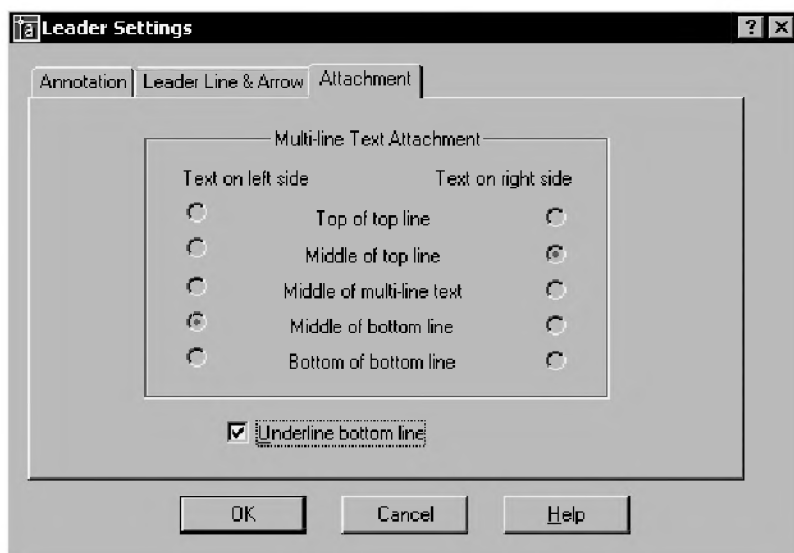 Leader Settings
Annotation Leader Line & Arrow Attachment
Multi-line Text Attachment
Text on left side Text on right side
Top of top line
Middle of top line
Middle of multi-line text
Middle of bottom line
Bottom of bottom line
Underline bottom line
OK Cancel Help